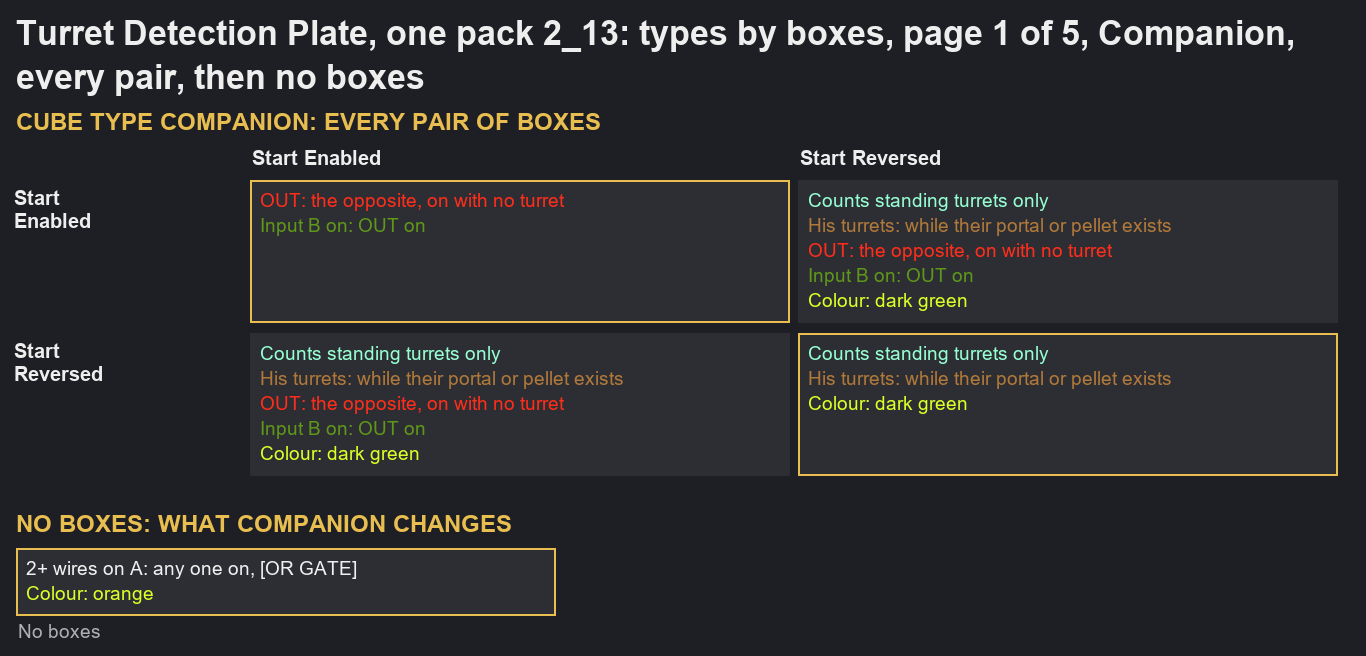 Turret Detection Plate, one pack 2_13: types by boxes, page 1 of 5, Companion,
every pair, then no boxes
CUBE TYPE COMPANION: EVERY PAIR OF BOXES
Start Enabled
Start Reversed
Start
Enabled
OUT: the opposite, on with no turret
Input B on: OUT on
Counts standing turrets only
His turrets: while their portal or pellet exists
OUT: the opposite, on with no turret
Input B on: OUT on
Colour: dark green
Start
Reversed
Counts standing turrets only
His turrets: while their portal or pellet exists
OUT: the opposite, on with no turret
Input B on: OUT on
Colour: dark green
Counts standing turrets only
His turrets: while their portal or pellet exists
Colour: dark green
NO BOXES: WHAT COMPANION CHANGES
2+ wires on A: any one on, [OR GATE]
Colour: orange
No boxes